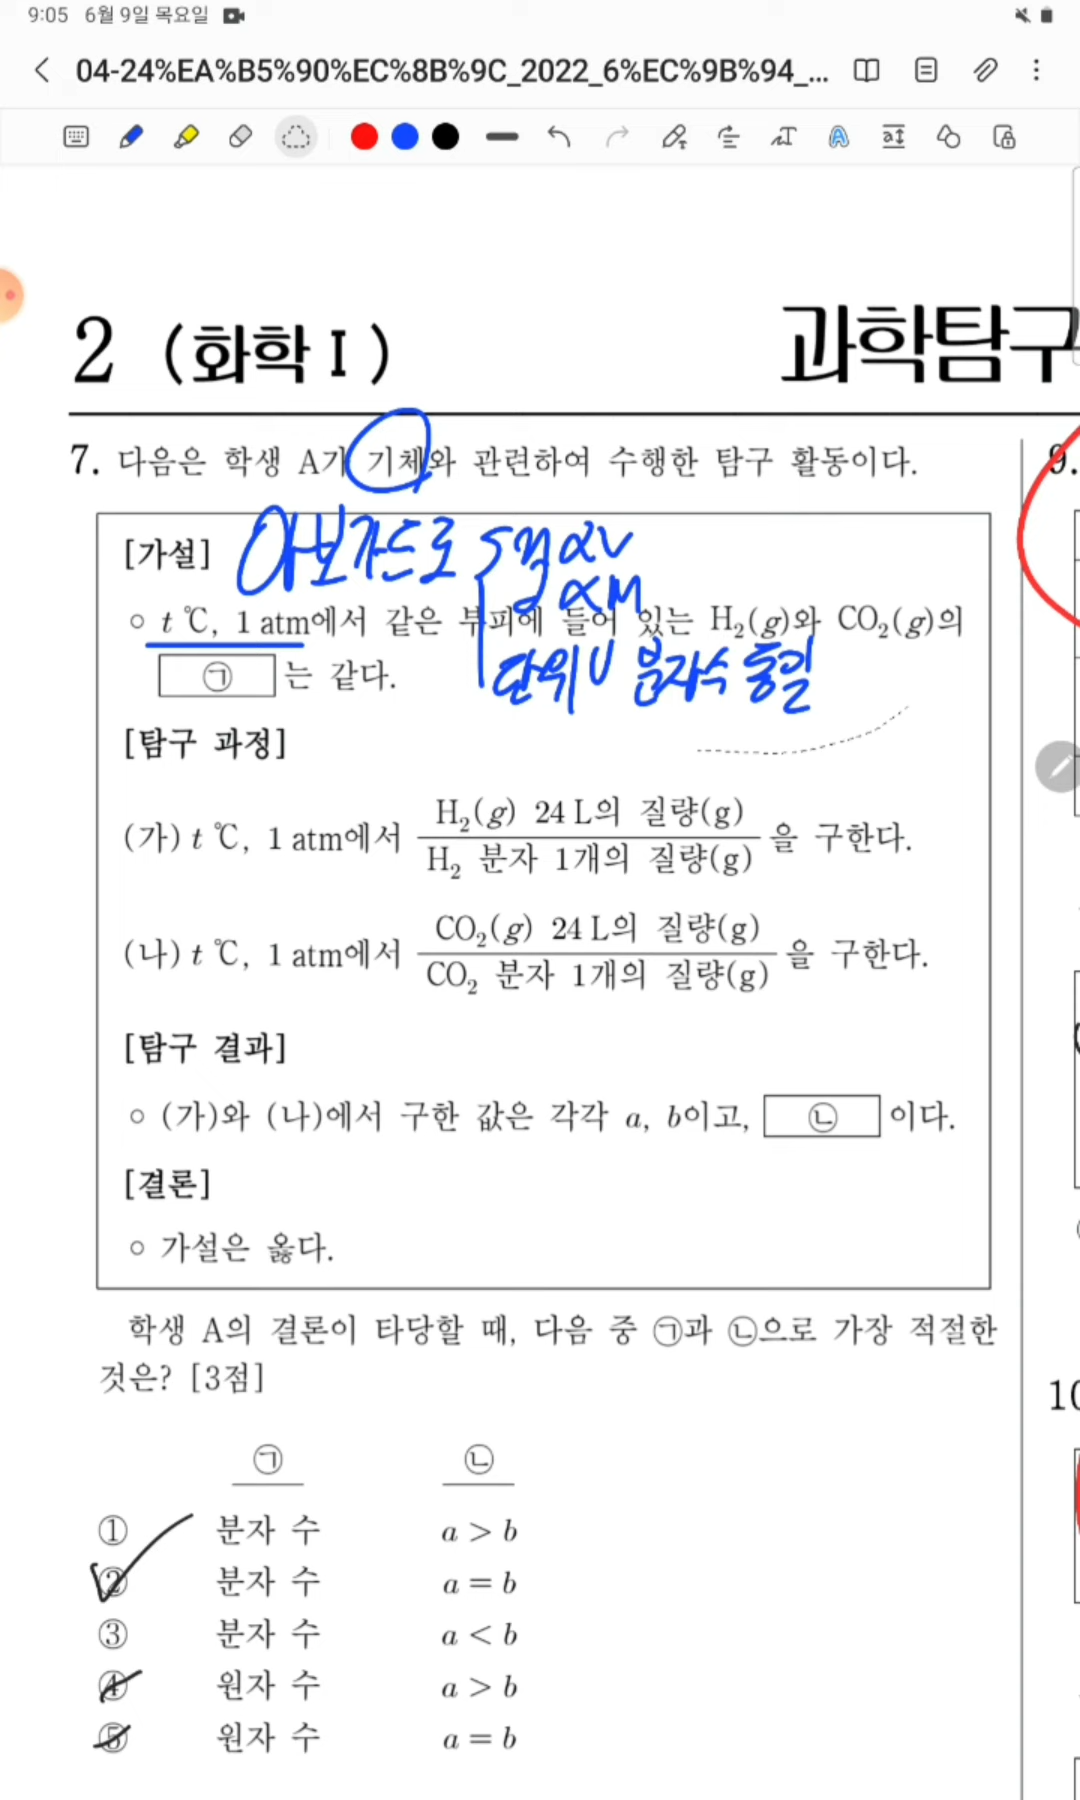 9:05 6월 9일 목요일
04-24%EA%B5%90%EC%8B%9C_2022_6%EC%9B%94_...
2 (화학 I)
과학탐구
7. 다음은 학생 A가 기체와 관련하여 수행한 탐구 활동이다.
[가설]
아보가드로
∝V
∝M
○ t ℃, 1 atm에서 같은 부피에 들어 있는 H₂(g)와 CO₂(g)의
㉠ 는 같다.
단위 V 분자수 동일
[탐구 과정]
(가) t ℃, 1 atm에서 H₂(g) 24 L의 질량(g) / H₂ 분자 1개의 질량(g) 을 구한다.
(나) t ℃, 1 atm에서 CO₂(g) 24 L의 질량(g) / CO₂ 분자 1개의 질량(g) 을 구한다.
[탐구 결과]
○ (가)와 (나)에서 구한 값은 각각 a, b이고, ㉡ 이다.
[결론]
○ 가설은 옳다.
학생 A의 결론이 타당할 때, 다음 중 ㉠과 ㉡으로 가장 적절한
것은? [3점]
㉠ ㉡
① 분자 수 a > b
② 분자 수 a = b
③ 분자 수 a < b
④ 원자 수 a > b
⑤ 원자 수 a = b
9.
10